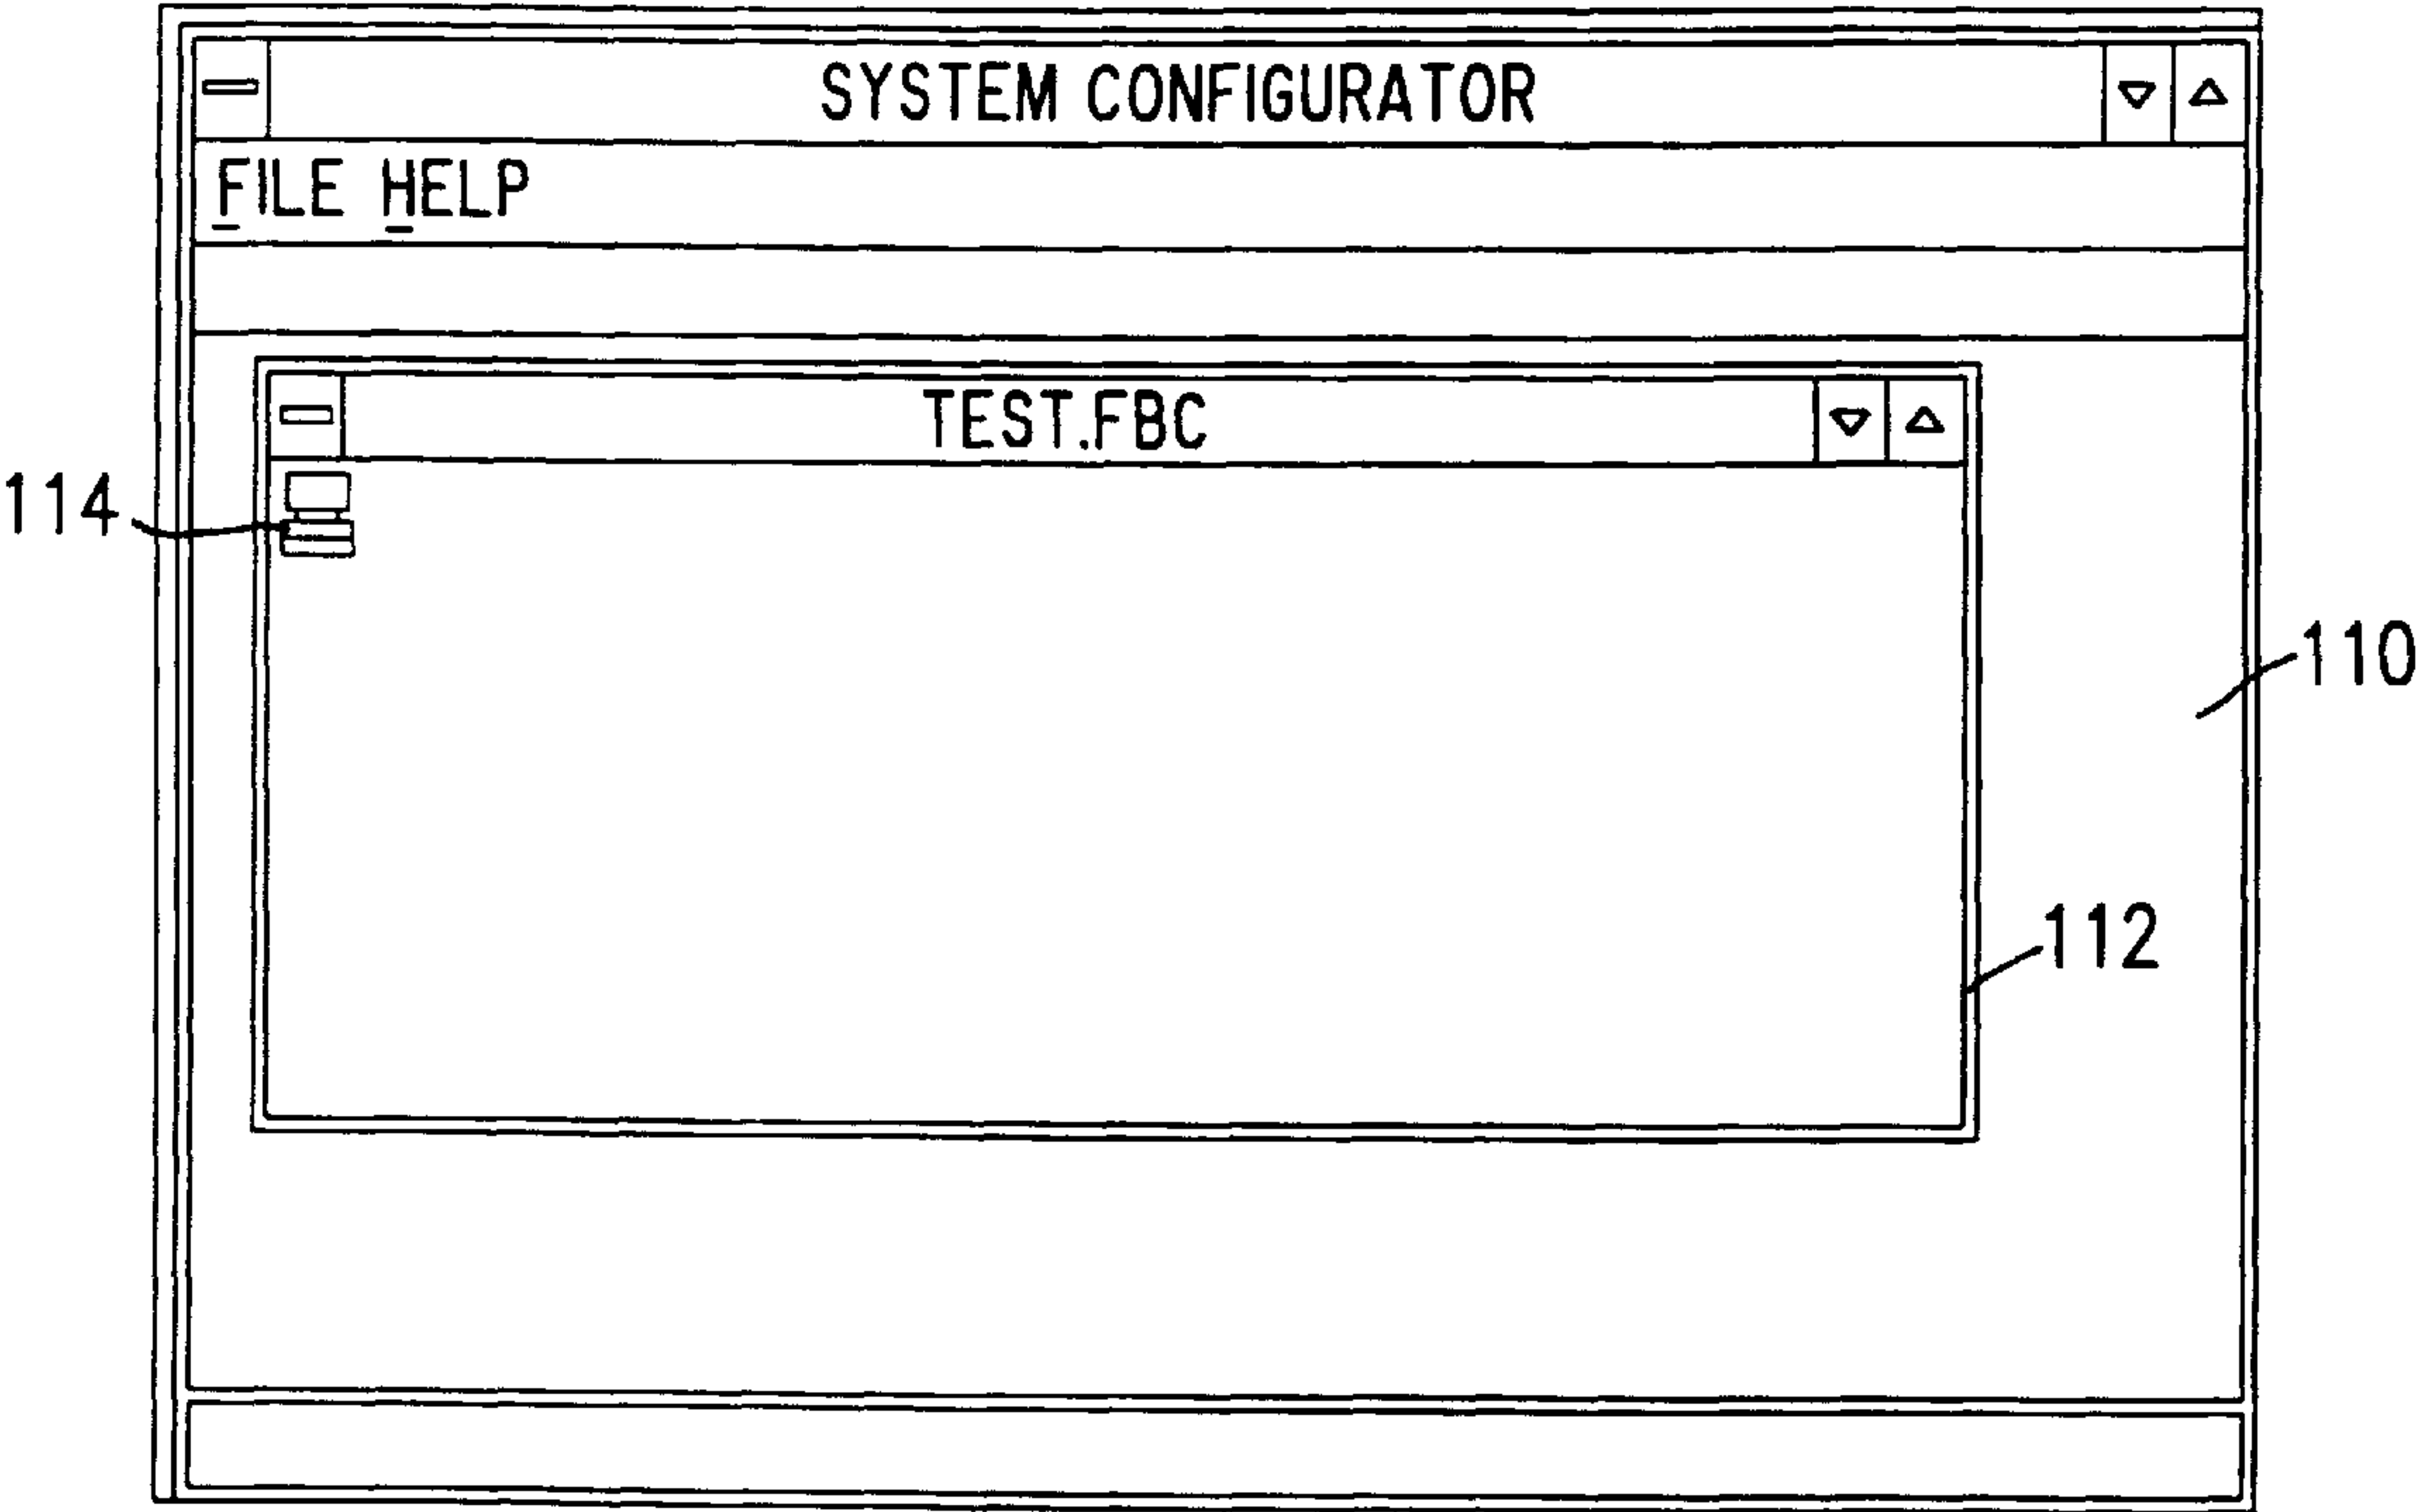 SYSTEM CONFIGURATOR
FILE HELP
TEST.FBC
114
110
112